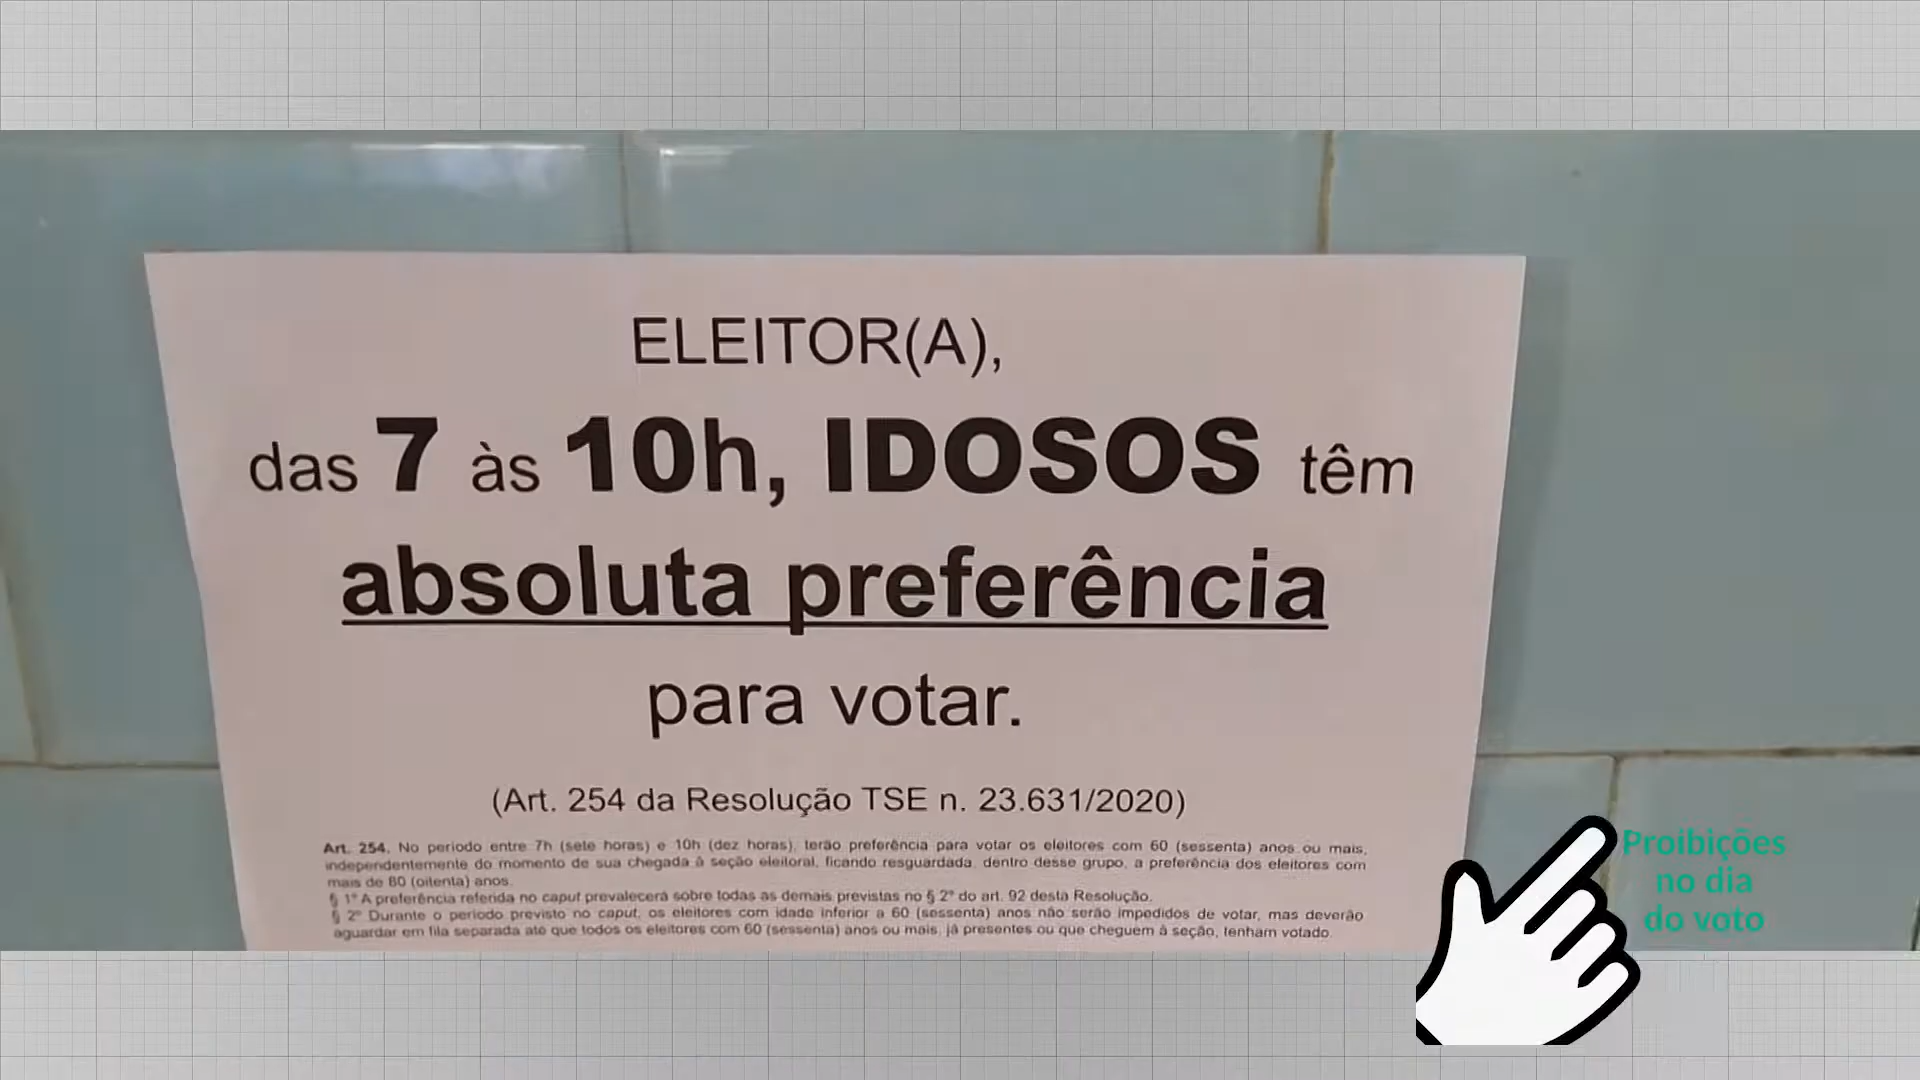 ELEITOR(A),
das 7 às 10h, IDOSOS têm
absoluta preferência
para votar.
(Art. 254 da Resolução TSE n. 23.631/2020)
Art. 254. No período entre 7h (sete horas) e 10h (dez horas), terão preferência para votar os eleitores com 60 (sessenta) anos ou mais,
independentemente do momento de sua chegada à seção eleitoral, ficando resguardada, dentro desse grupo, a preferência dos eleitores com
mais de 80 (oitenta) anos.
§ 1º A preferência referida no caput prevalecerá sobre todas as demais previstas no § 2º do art. 92 desta Resolução.
§ 2º Durante o período previsto no caput, os eleitores com idade inferior a 60 (sessenta) anos não serão impedidos de votar, mas deverão
aguardar em fila separada até que todos os eleitores com 60 (sessenta) anos ou mais, já presentes ou que cheguem à seção, tenham votado.
Proibições
no dia
do voto